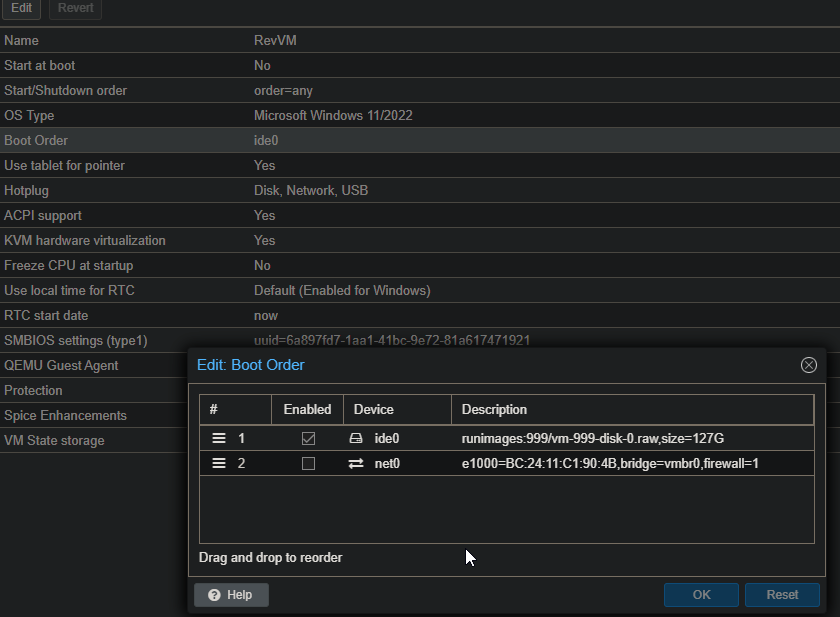 Edit Revert
Name RevVM
Start at boot No
Start/Shutdown order order=any
OS Type Microsoft Windows 11/2022
Boot Order ide0
Use tablet for pointer Yes
Hotplug Disk, Network, USB
ACPI support Yes
KVM hardware virtualization Yes
Freeze CPU at startup No
Use local time for RTC Default (Enabled for Windows)
RTC start date now
SMBIOS settings (type1) uuid=6a897fd7-1aa1-41bc-9e72-81a617471921
QEMU Guest Agent
Protection
Spice Enhancements
VM State storage
Edit: Boot Order
# Enabled Device Description
1 ide0 runimages:999/vm-999-disk-0.raw,size=127G
2 net0 e1000=BC:24:11:C1:90:4B,bridge=vmbr0,firewall=1
Drag and drop to reorder
? Help OK Reset